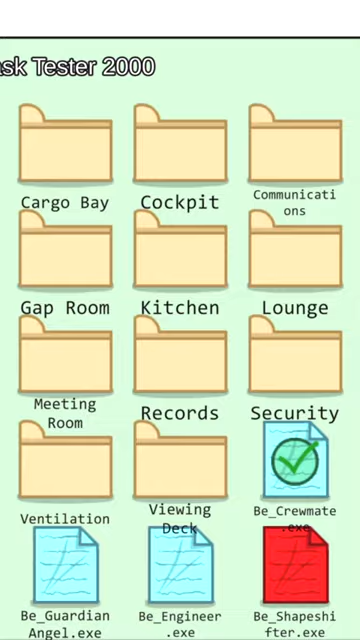 ask Tester 2000
Cargo Bay
Cockpit
Communicati
ons
Gap Room
Kitchen
Lounge
Meeting
Room
Records
Security
Ventilation
Viewing
Deck
Be_Crewmate
.exe
Be_Guardian
Angel.exe
Be_Engineer
.exe
Be_Shapeshi
fter.exe